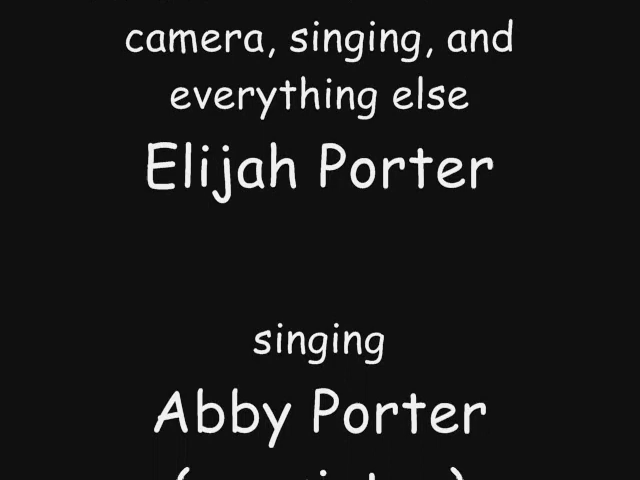 camera, singing, and
everything else
Elijah Porter
singing
Abby Porter